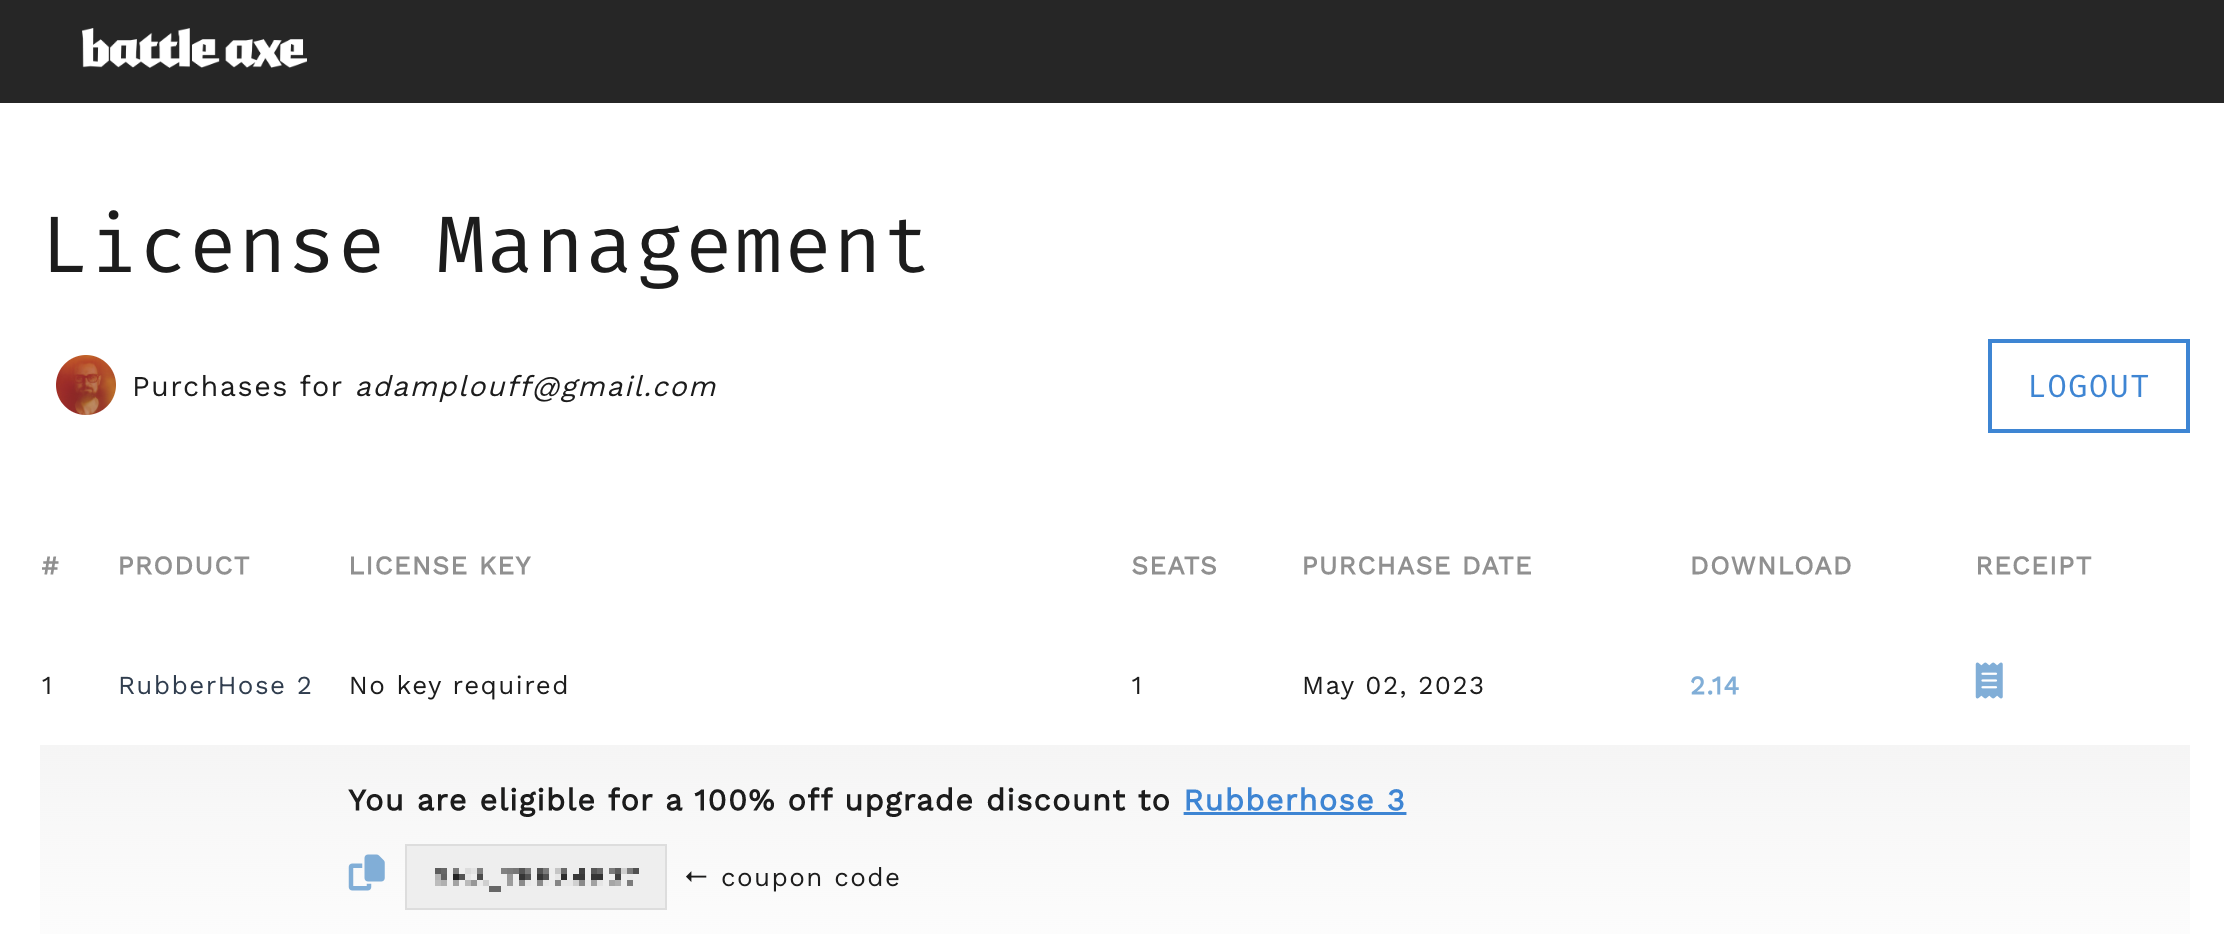 battle axe
License Management
Purchases for adamplouff@gmail.com
LOGOUT
# PRODUCT LICENSE KEY SEATS PURCHASE DATE DOWNLOAD RECEIPT
1 RubberHose 2 No key required 1 May 02, 2023 2.14
You are eligible for a 100% off upgrade discount to Rubberhose 3
← coupon code